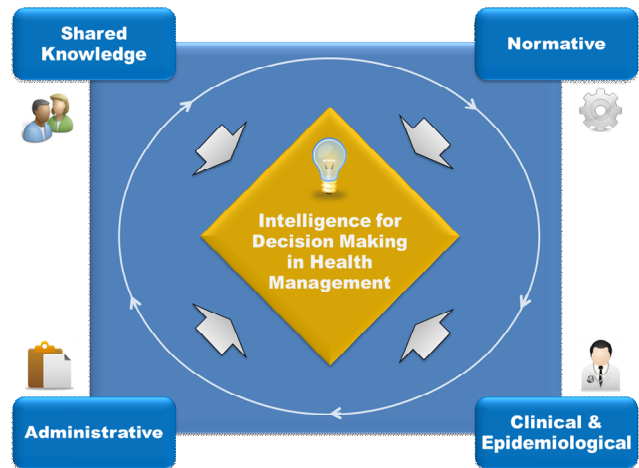 Shared
Knowledge
Normative
Intelligence for
Decision Making
in Health
Management
Administrative
Clinical &
Epidemiological